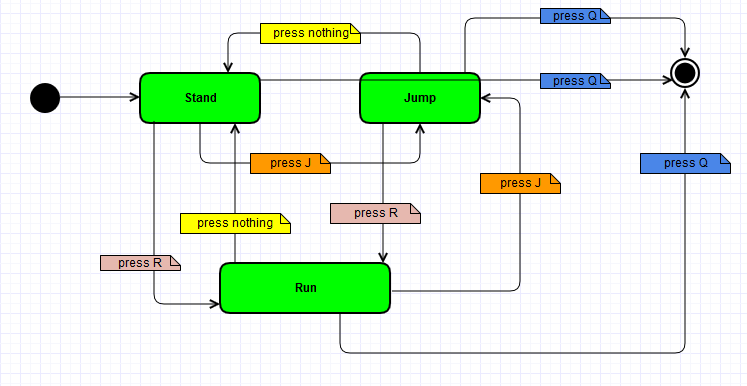 press Q
press nothing
press Q
Stand
Jump
press J
press Q
press J
press R
press nothing
press R
Run